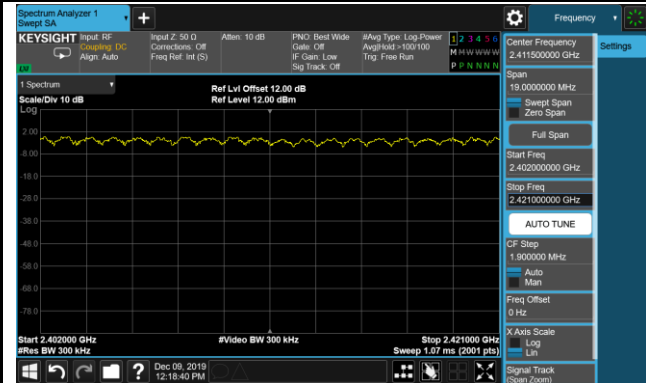 Spectrum Analyzer 1
Swept SA
+
Frequency
KEYSIGHT
Input: RF
Coupling: DC
Align: Auto
Input Z: 50 Ω
Corrections: Off
Freq Ref: Int (S)
Atten: 10 dB
PNO: Best Wide
Gate: Off
IF Gain: Low
Sig Track: Off
#Avg Type: Log-Power
Avg|Hold:>100/100
Trig: Free Run
1 2 3 4 5 6
M W W W W W
P P N N N N
Center Frequency
2.411500000 GHz
Settings
Span
19.0000000 MHz
Swept Span
Zero Span
Full Span
Start Freq
2.402000000 GHz
Stop Freq
2.421000000 GHz
AUTO TUNE
CF Step
1.900000 MHz
Auto
Man
Freq Offset
0 Hz
X Axis Scale
Log
Lin
Signal Track
(Span Zoom)
1 Spectrum
Scale/Div 10 dB
Ref Lvl Offset 12.00 dB
Ref Level 12.00 dBm
Log
2.00
-8.00
-18.0
-28.0
-38.0
-48.0
-58.0
-68.0
-78.0
Start 2.402000 GHz
#Res BW 300 kHz
#Video BW 300 kHz
Stop 2.421000 GHz
Sweep 1.07 ms (2001 pts)
?
Dec 09, 2019
12:18:40 PM